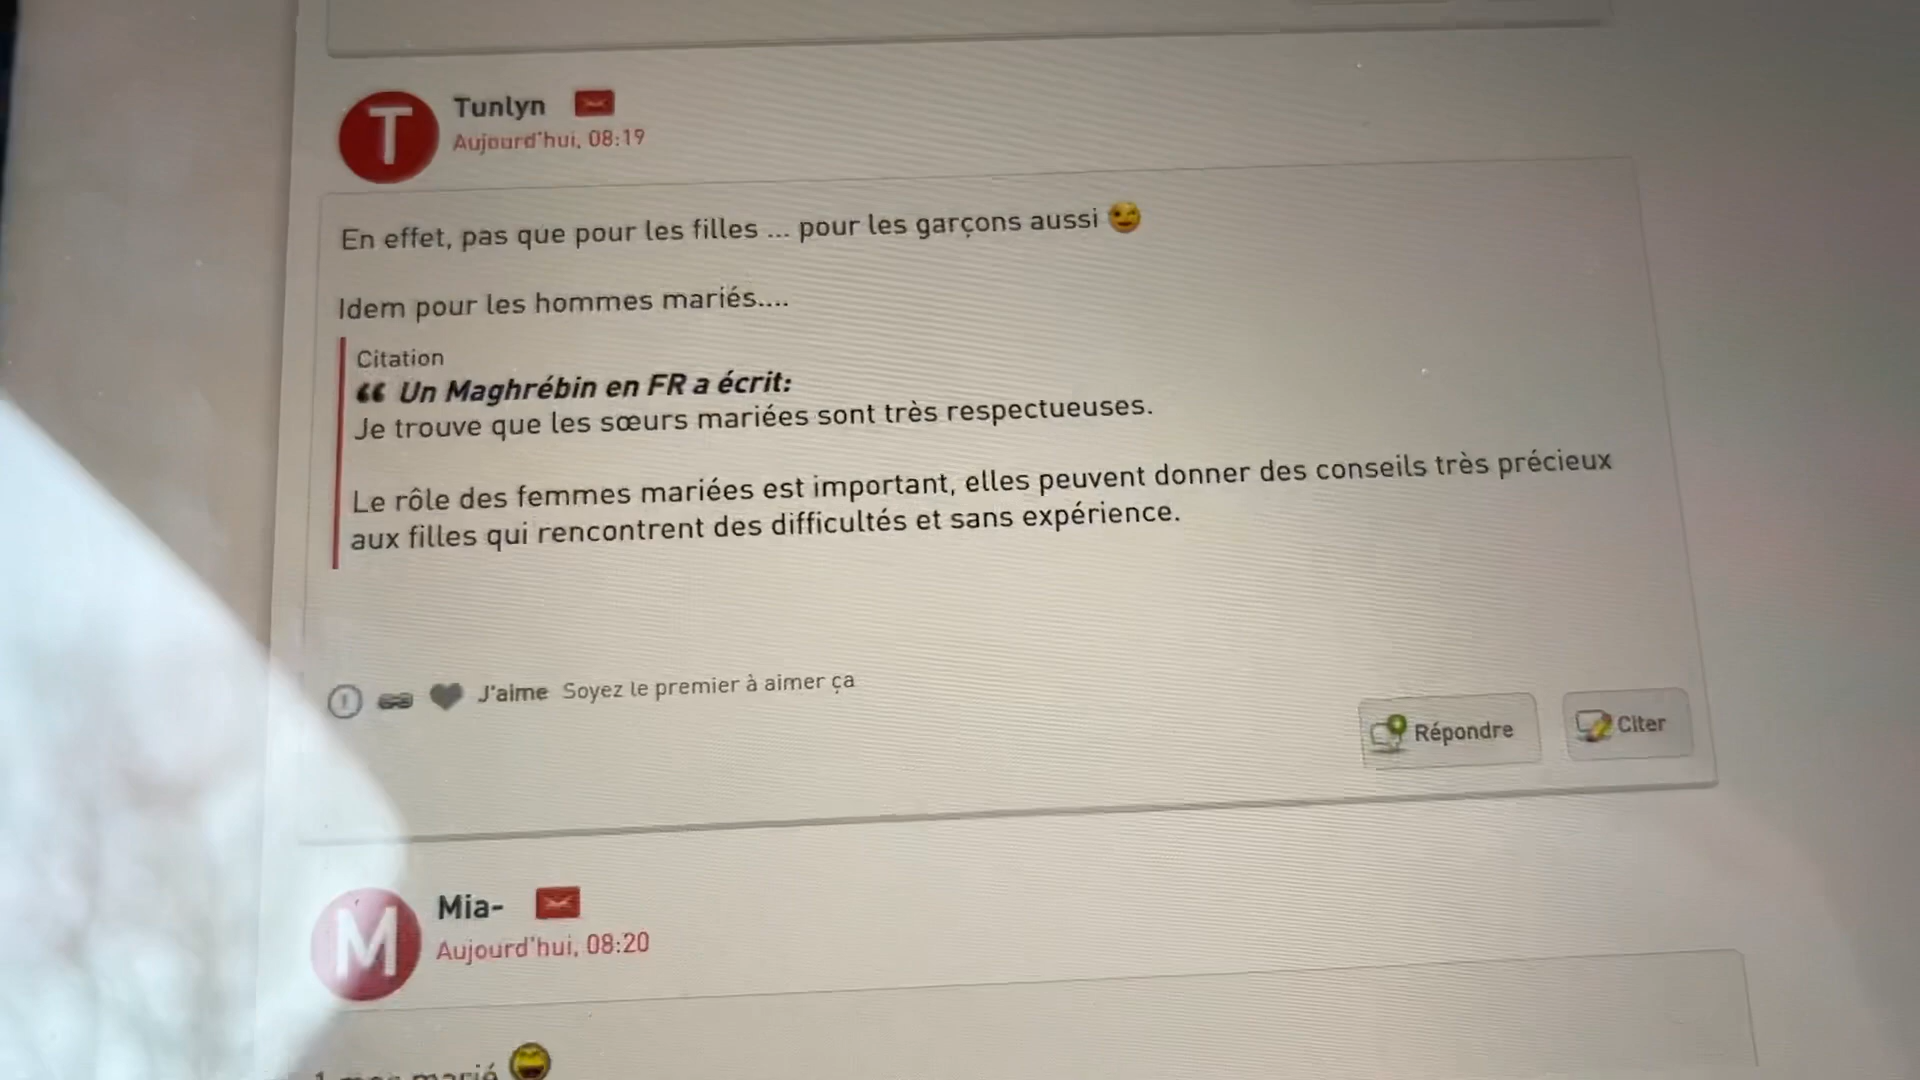 T
Tunlyn
Aujourd'hui, 08:19
En effet, pas que pour les filles ... pour les garçons aussi
Idem pour les hommes mariés....
Citation
“ Un Maghrébin en FR a écrit:
Je trouve que les sœurs mariées sont très respectueuses.
Le rôle des femmes mariées est important, elles peuvent donner des conseils très précieux
aux filles qui rencontrent des difficultés et sans expérience.
J'aime Soyez le premier à aimer ça
Répondre
Citer
M
Mia-
Aujourd'hui, 08:20
marié